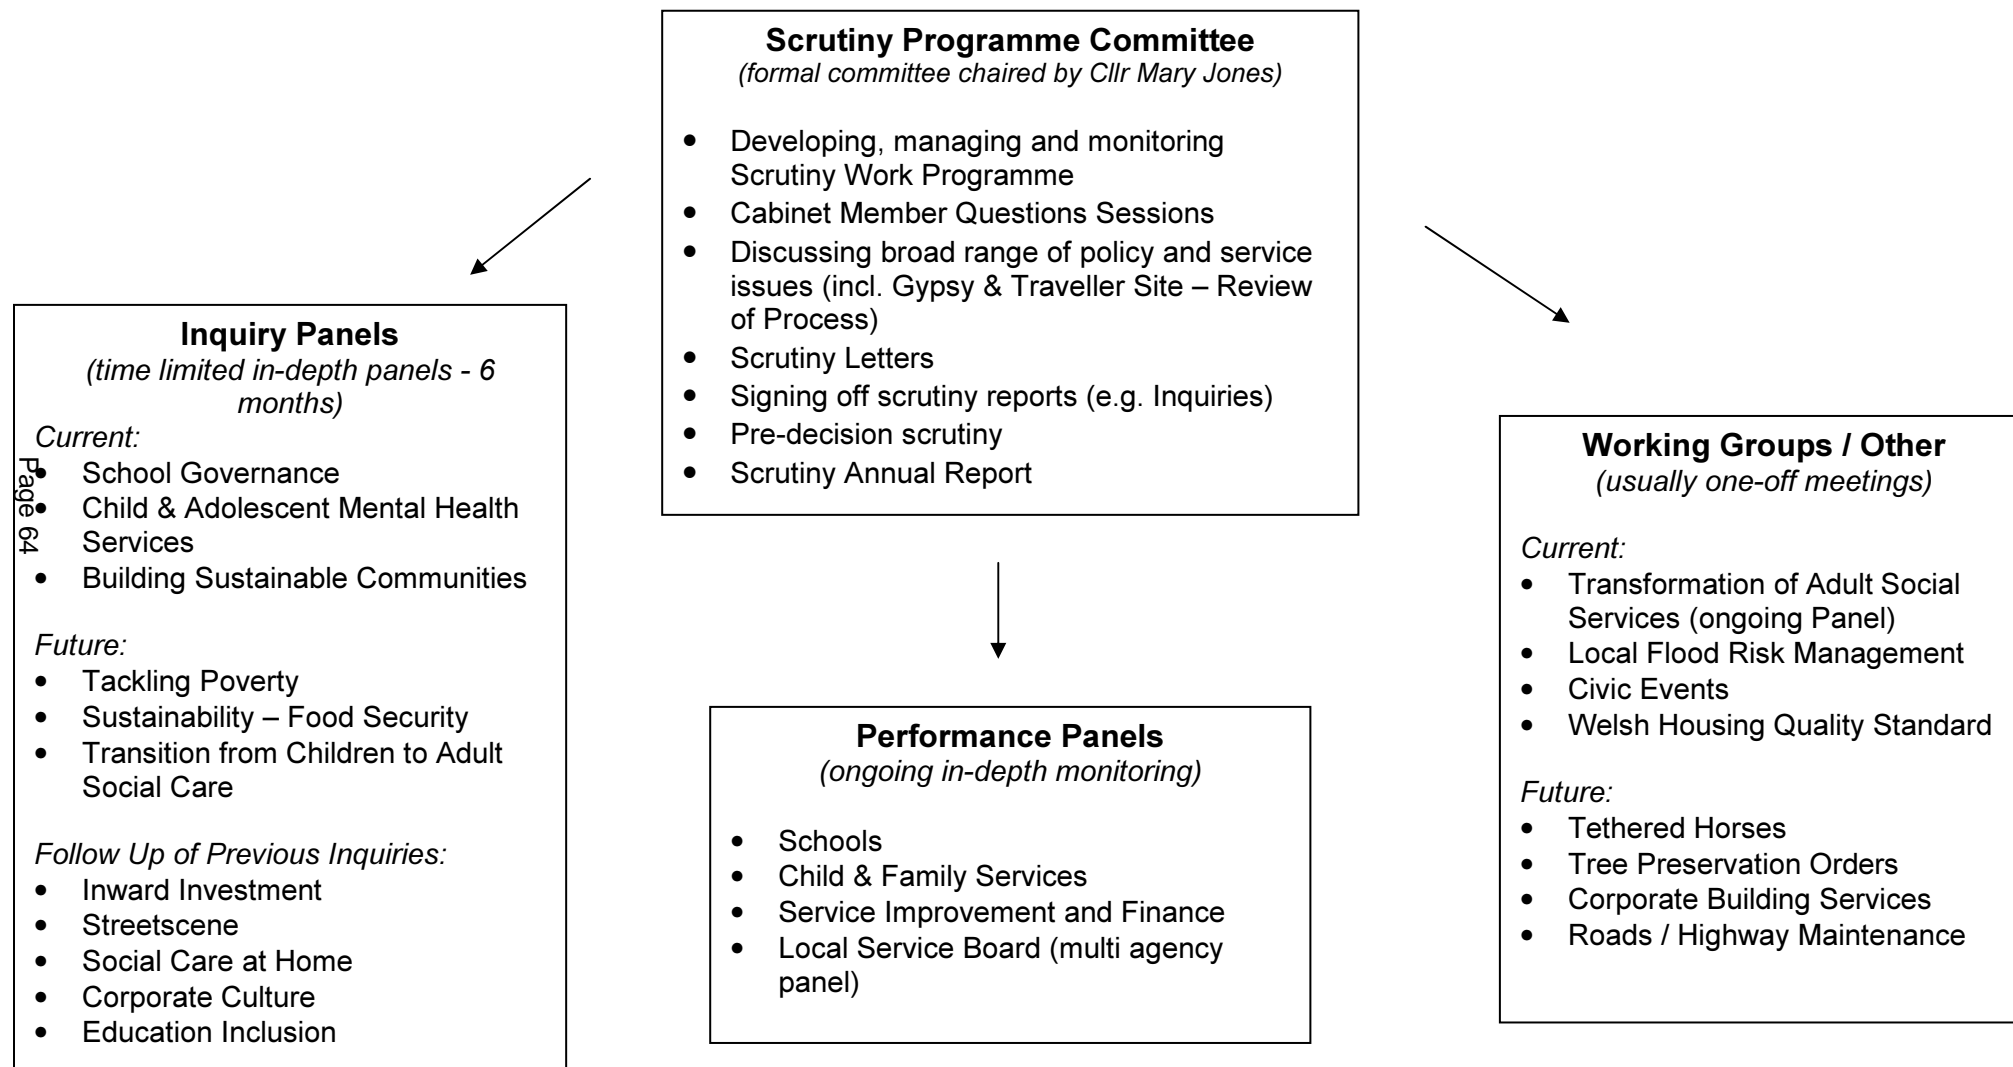 Scrutiny Programme Committee
(formal committee chaired by Cllr Mary Jones)
• Developing, managing and monitoring
Scrutiny Work Programme
• Cabinet Member Questions Sessions
• Discussing broad range of policy and service
issues (incl. Gypsy & Traveller Site – Review
of Process)
• Scrutiny Letters
• Signing off scrutiny reports (e.g. Inquiries)
• Pre-decision scrutiny
• Scrutiny Annual Report
Inquiry Panels
(time limited in-depth panels - 6
months)
Current:
• School Governance
• Child & Adolescent Mental Health
Services
• Building Sustainable Communities
Future:
• Tackling Poverty
• Sustainability – Food Security
• Transition from Children to Adult
Social Care
Follow Up of Previous Inquiries:
• Inward Investment
• Streetscene
• Social Care at Home
• Corporate Culture
• Education Inclusion
Page 64
Performance Panels
(ongoing in-depth monitoring)
• Schools
• Child & Family Services
• Service Improvement and Finance
• Local Service Board (multi agency
panel)
Working Groups / Other
(usually one-off meetings)
Current:
• Transformation of Adult Social
Services (ongoing Panel)
• Local Flood Risk Management
• Civic Events
• Welsh Housing Quality Standard
Future:
• Tethered Horses
• Tree Preservation Orders
• Corporate Building Services
• Roads / Highway Maintenance